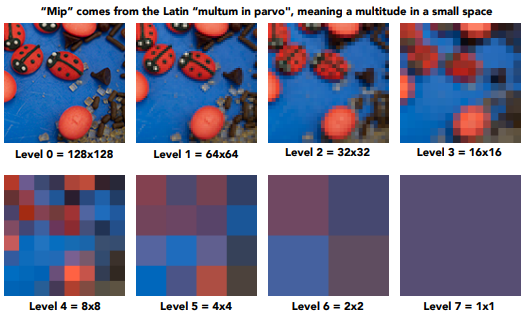 “Mip” comes from the Latin “multum in parvo", meaning a multitude in a small space
Level 0 = 128x128
Level 1 = 64x64
Level 2 = 32x32
Level 3 = 16x16
Level 4 = 8x8
Level 5 = 4x4
Level 6 = 2x2
Level 7 = 1x1